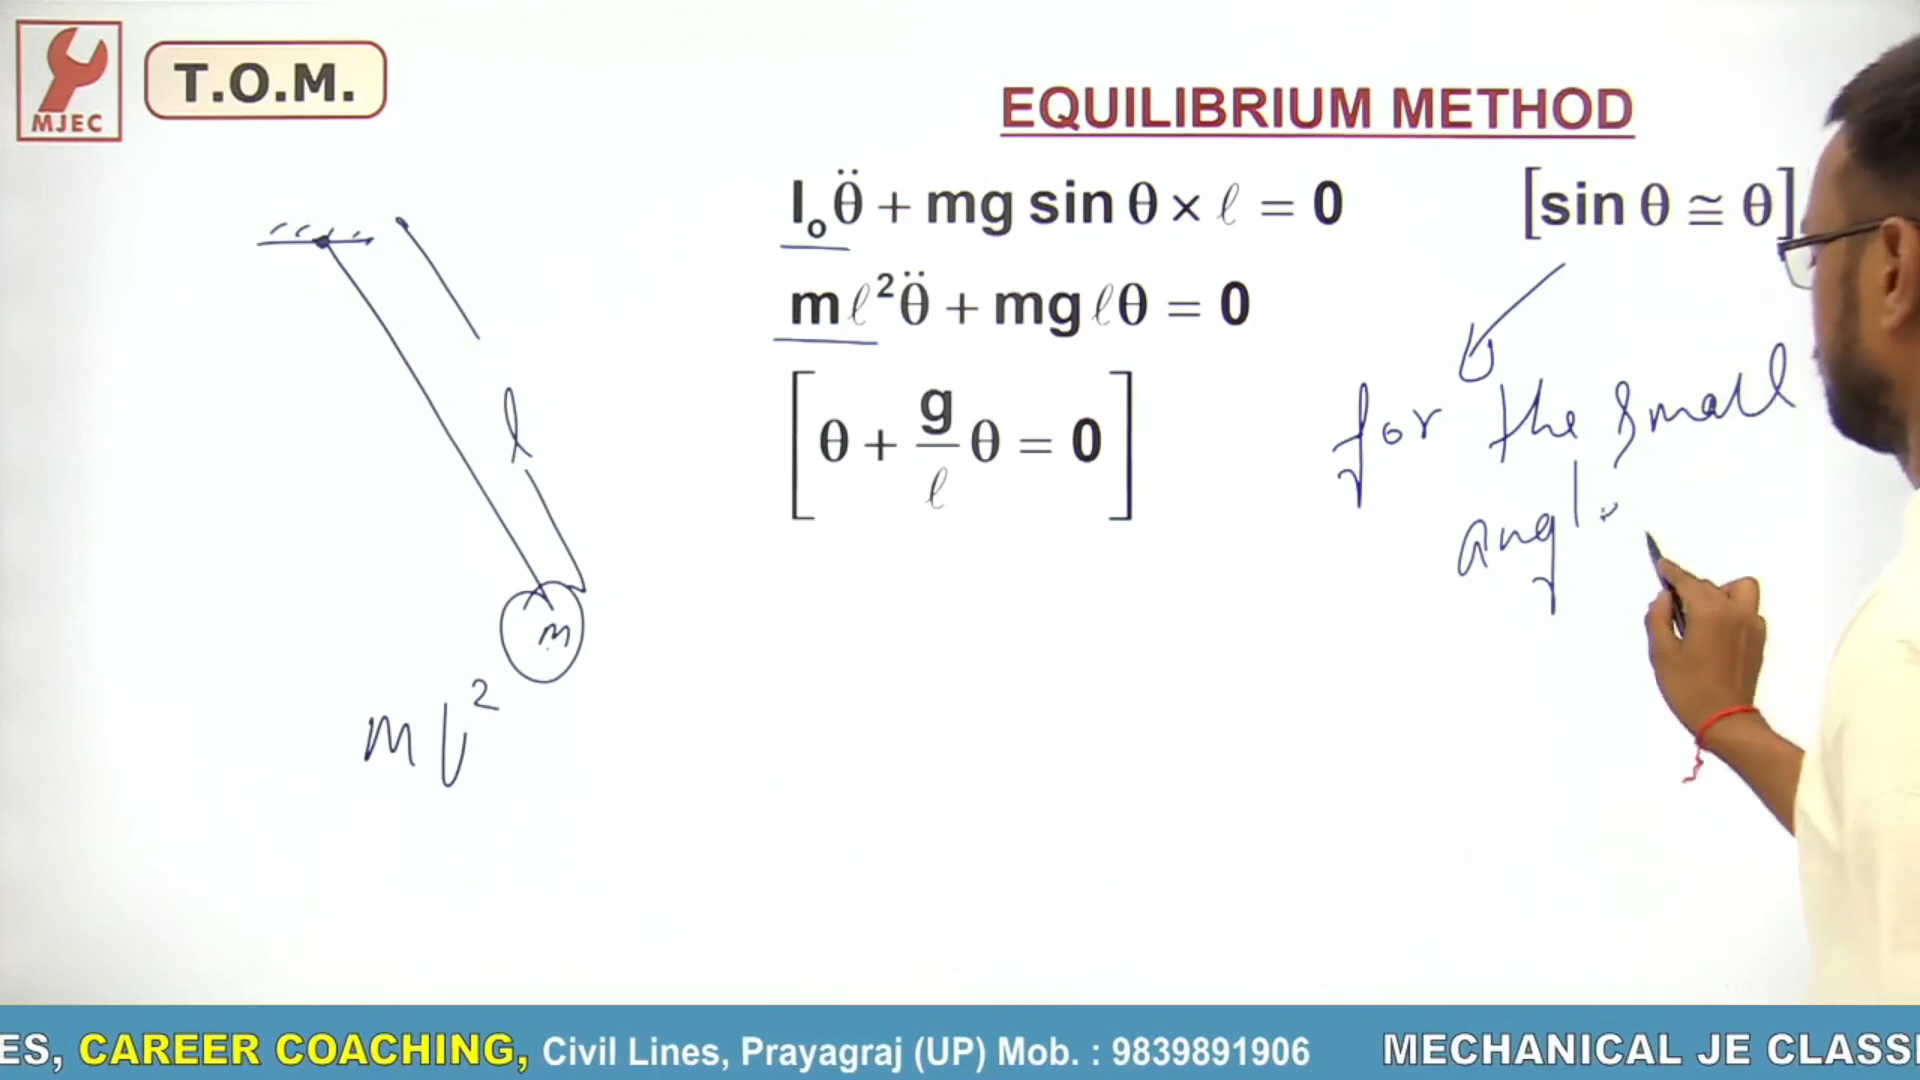 MJEC
T.O.M.
EQUILIBRIUM METHOD
I₀θ̈ + mg sin θ × ℓ = 0 [sin θ ≅ θ]
mℓ²θ̈ + mgℓθ = 0
[θ + g/ℓ θ = 0]
for the small
angle
l
m
ml²
ES, CAREER COACHING, Civil Lines, Prayagraj (UP) Mob. : 9839891906 MECHANICAL JE CLASS